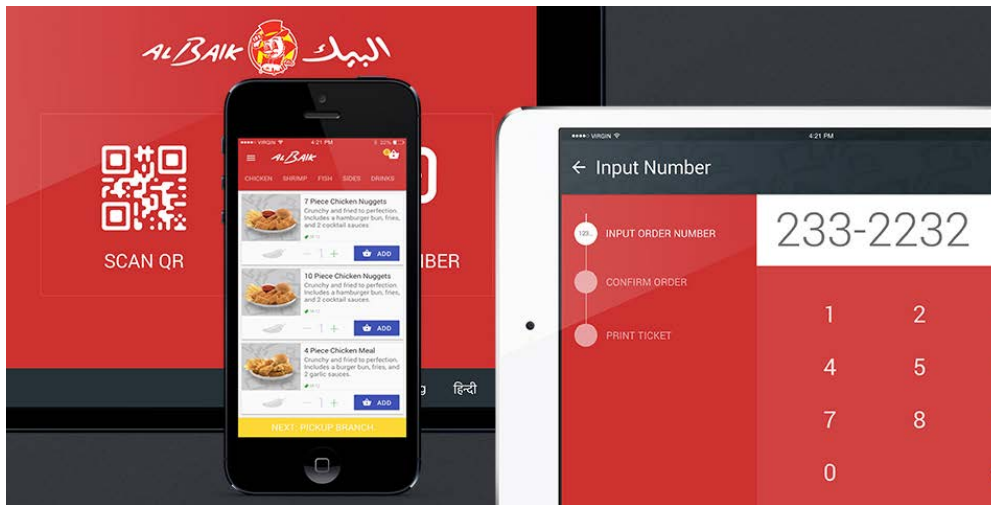 ALBAIK البيك
SCAN QR
हिन्दी
VIRGIN 4:21 PM 22%
ALBAIK
CHICKEN SHRIMP FISH SIDES DRINKS
7 Piece Chicken Nuggets
Crunchy and fried to perfection.
Includes a hamburger bun, fries,
and 2 cocktail sauces
1 + ADD
10 Piece Chicken Nuggets
Crunchy and fried to perfection.
Includes a hamburger bun, fries,
and 2 cocktail sauces
1 + ADD
4 Piece Chicken Meal
Crunchy and fried to perfection.
Includes a burger bun, fries, and
2 garlic sauces.
1 + ADD
NEXT: PICKUP BRANCH
VIRGIN 4:21 PM
← Input Number
123... INPUT ORDER NUMBER
CONFIRM ORDER
PRINT TICKET
233-2232
1 2
4 5
7 8
0